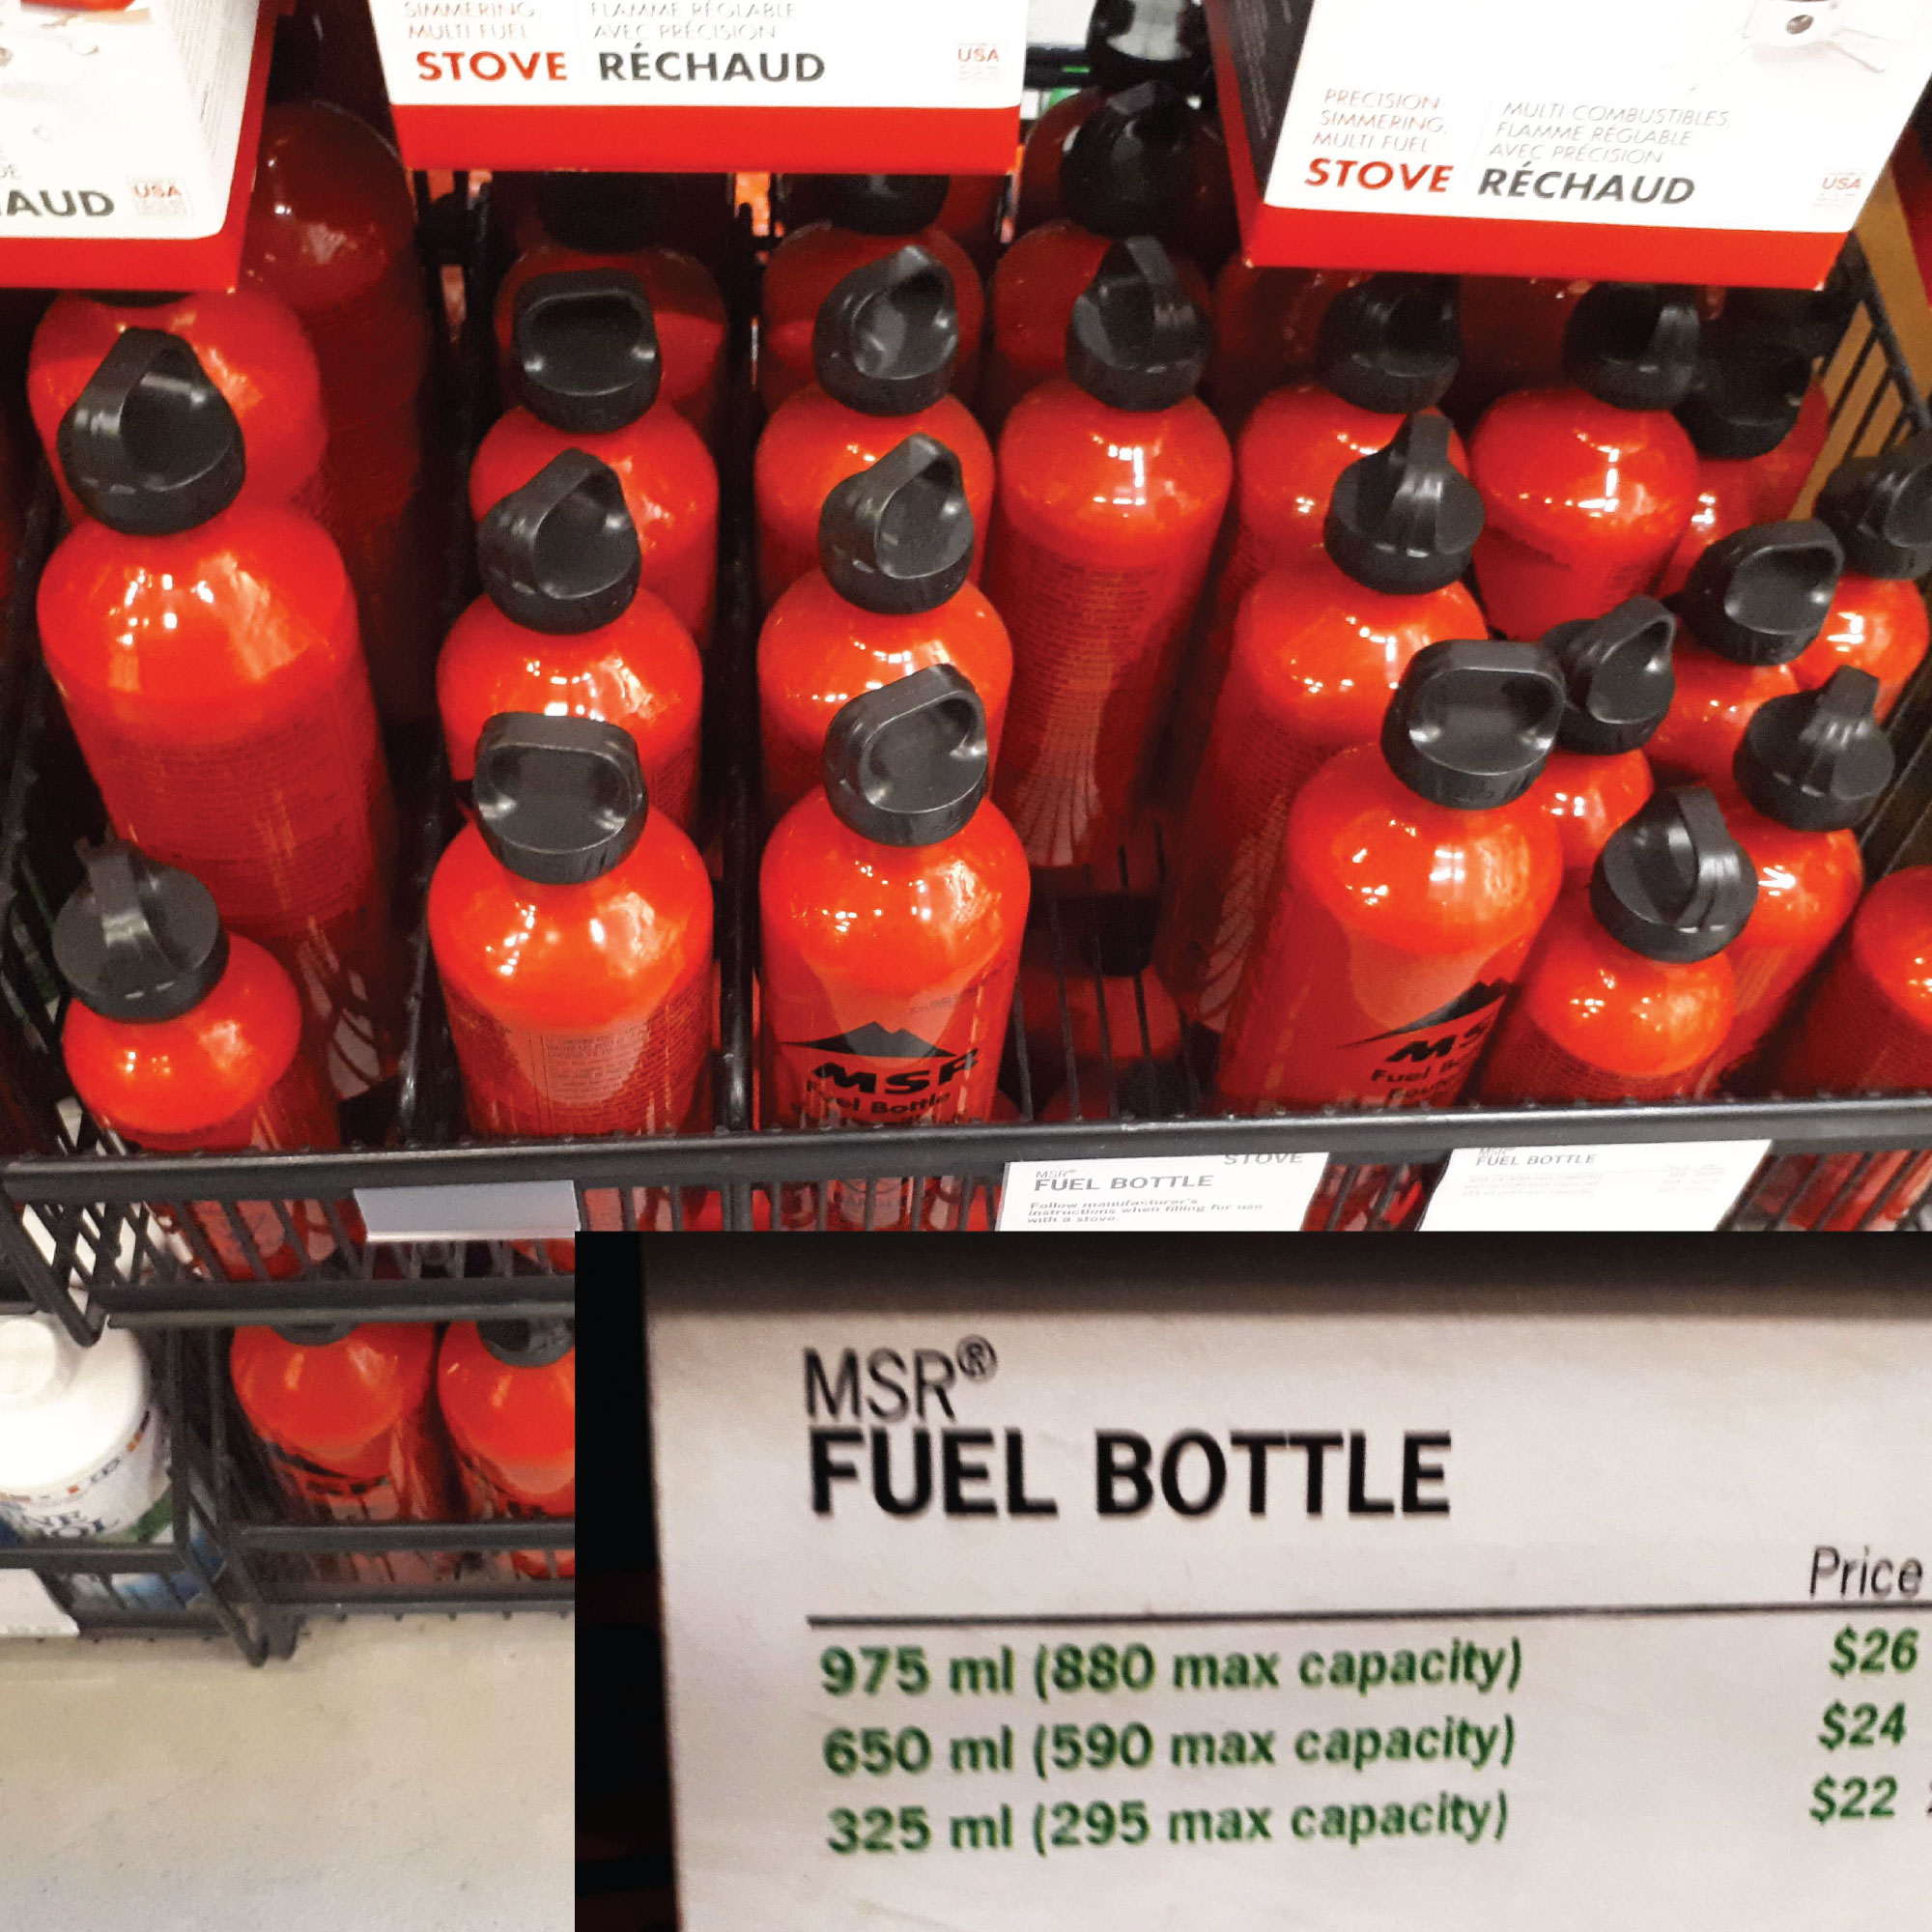 SIMMERING,
MULTI FUEL
STOVE
FLAMME RÉGLABLE
AVEC PRÉCISION
RÉCHAUD
USA
AUD
USA
PRECISION
SIMMERING,
MULTI FUEL
STOVE
MULTI-COMBUSTIBLES,
FLAMME RÉGLABLE
AVEC PRÉCISION
RÉCHAUD
USA
MSR
Fuel Bottle
MS
Fuel B
STOVE
MSR®
FUEL BOTTLE
Follow manufacturer's
instructions when filling for use
with a stove
MSR®
FUEL BOTTLE
MSR®
FUEL BOTTLE
Price
975 ml (880 max capacity) $26
650 ml (590 max capacity) $24
325 ml (295 max capacity) $22